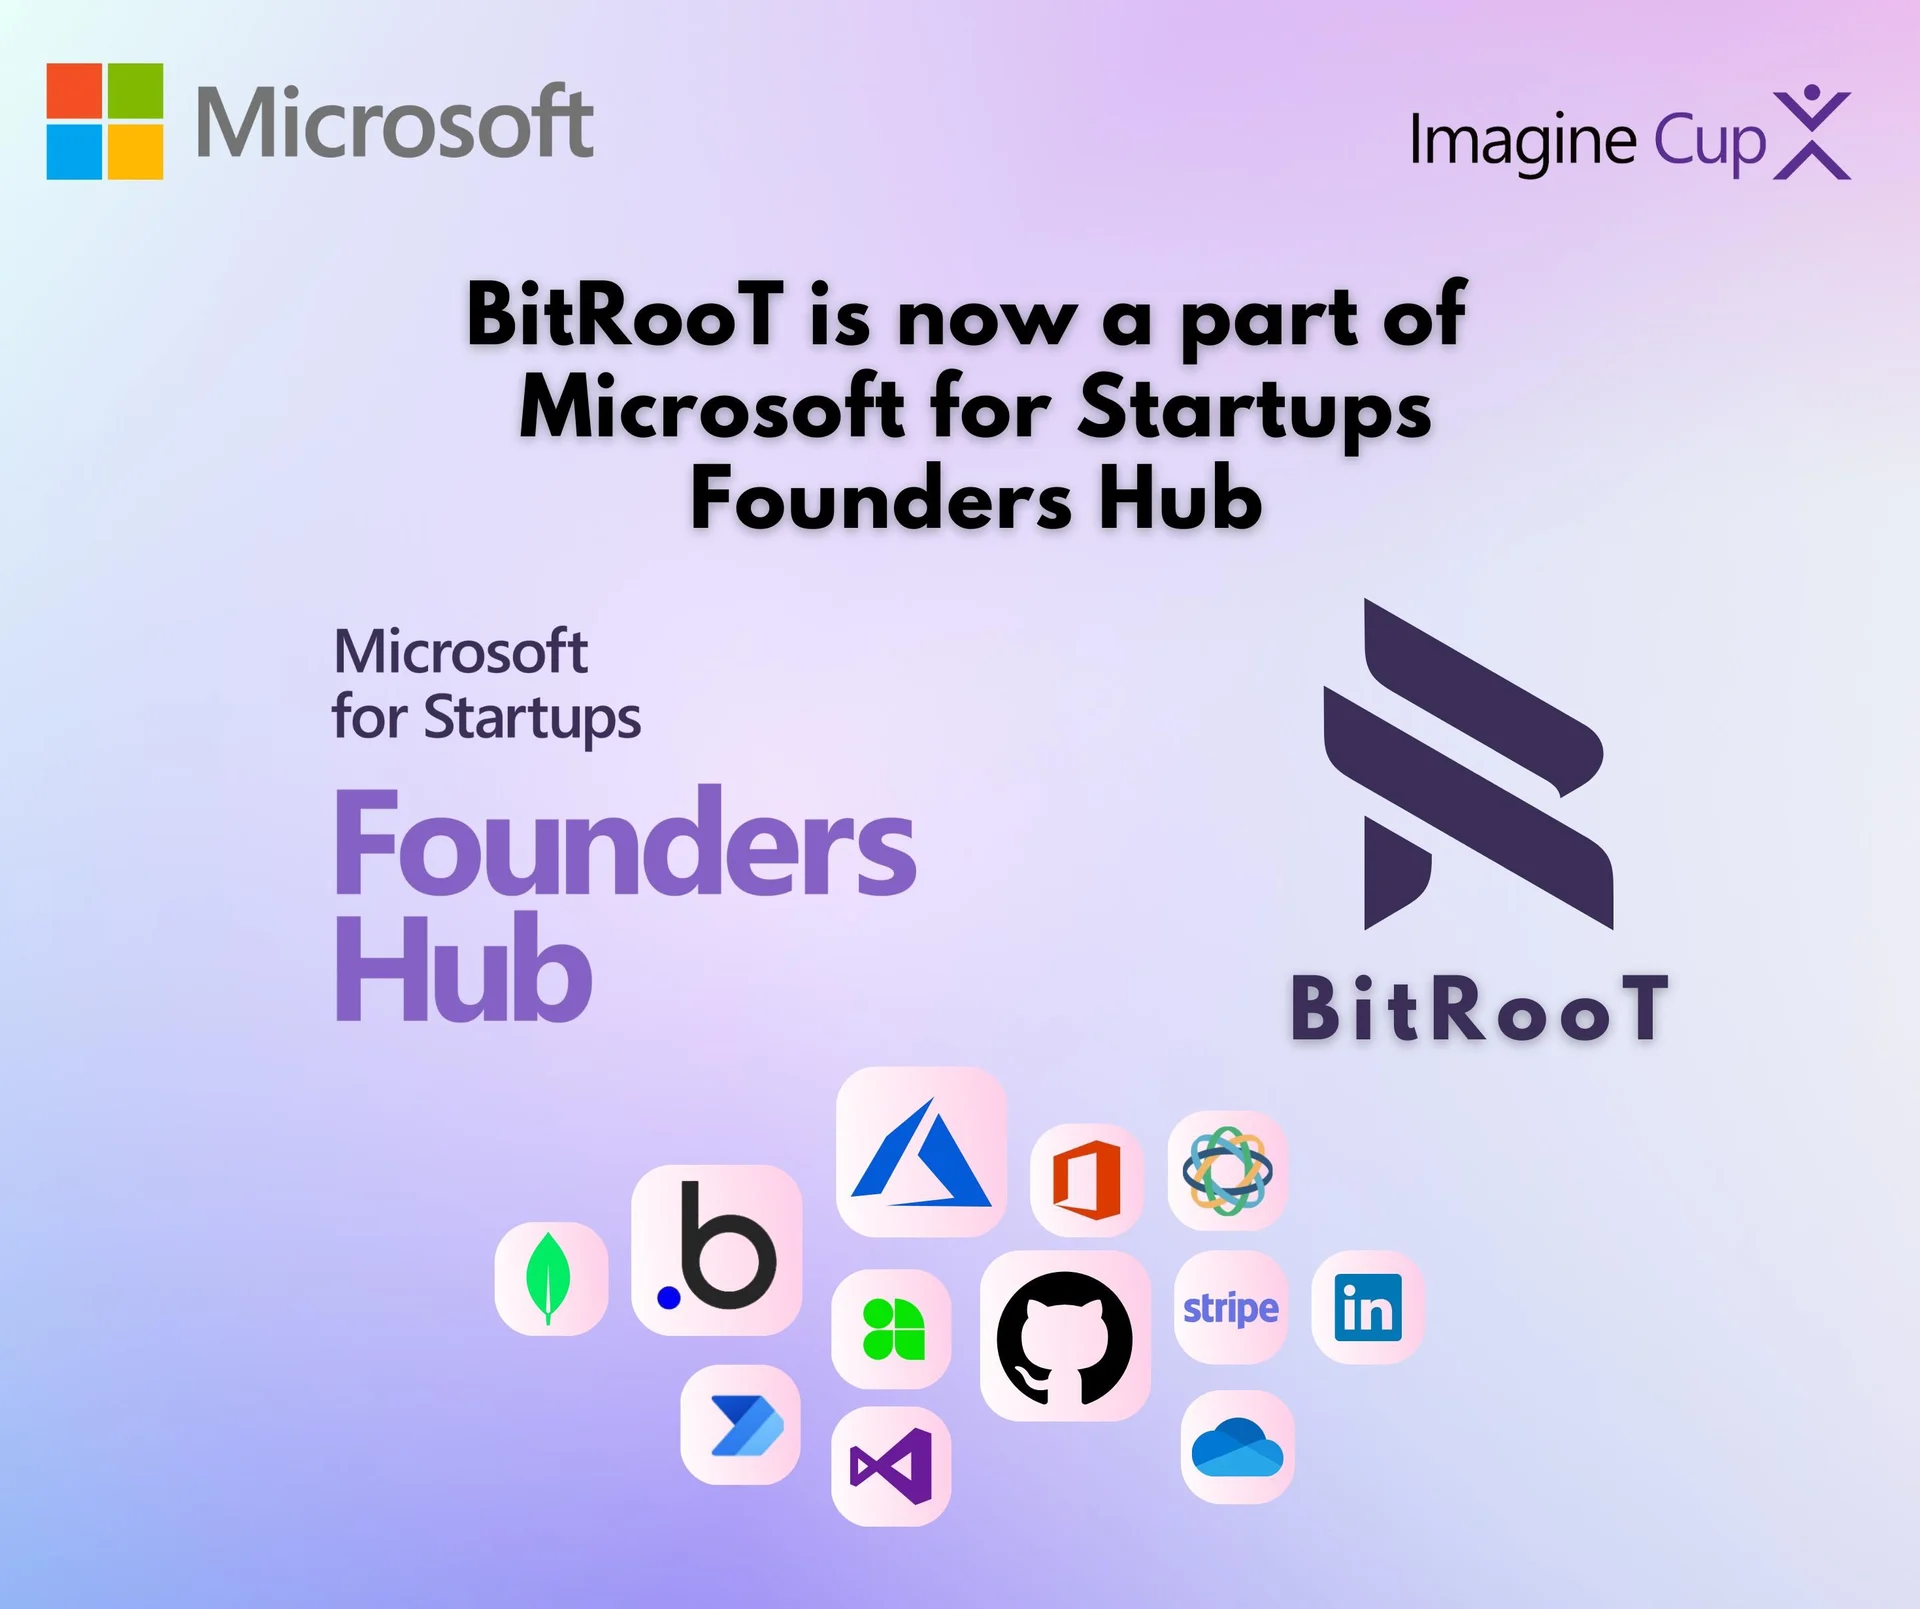 Microsoft
Imagine Cup
BitRooT is now a part of
Microsoft for Startups
Founders Hub
Microsoft
for Startups
Founders
Hub
BitRooT
.b
stripe
in